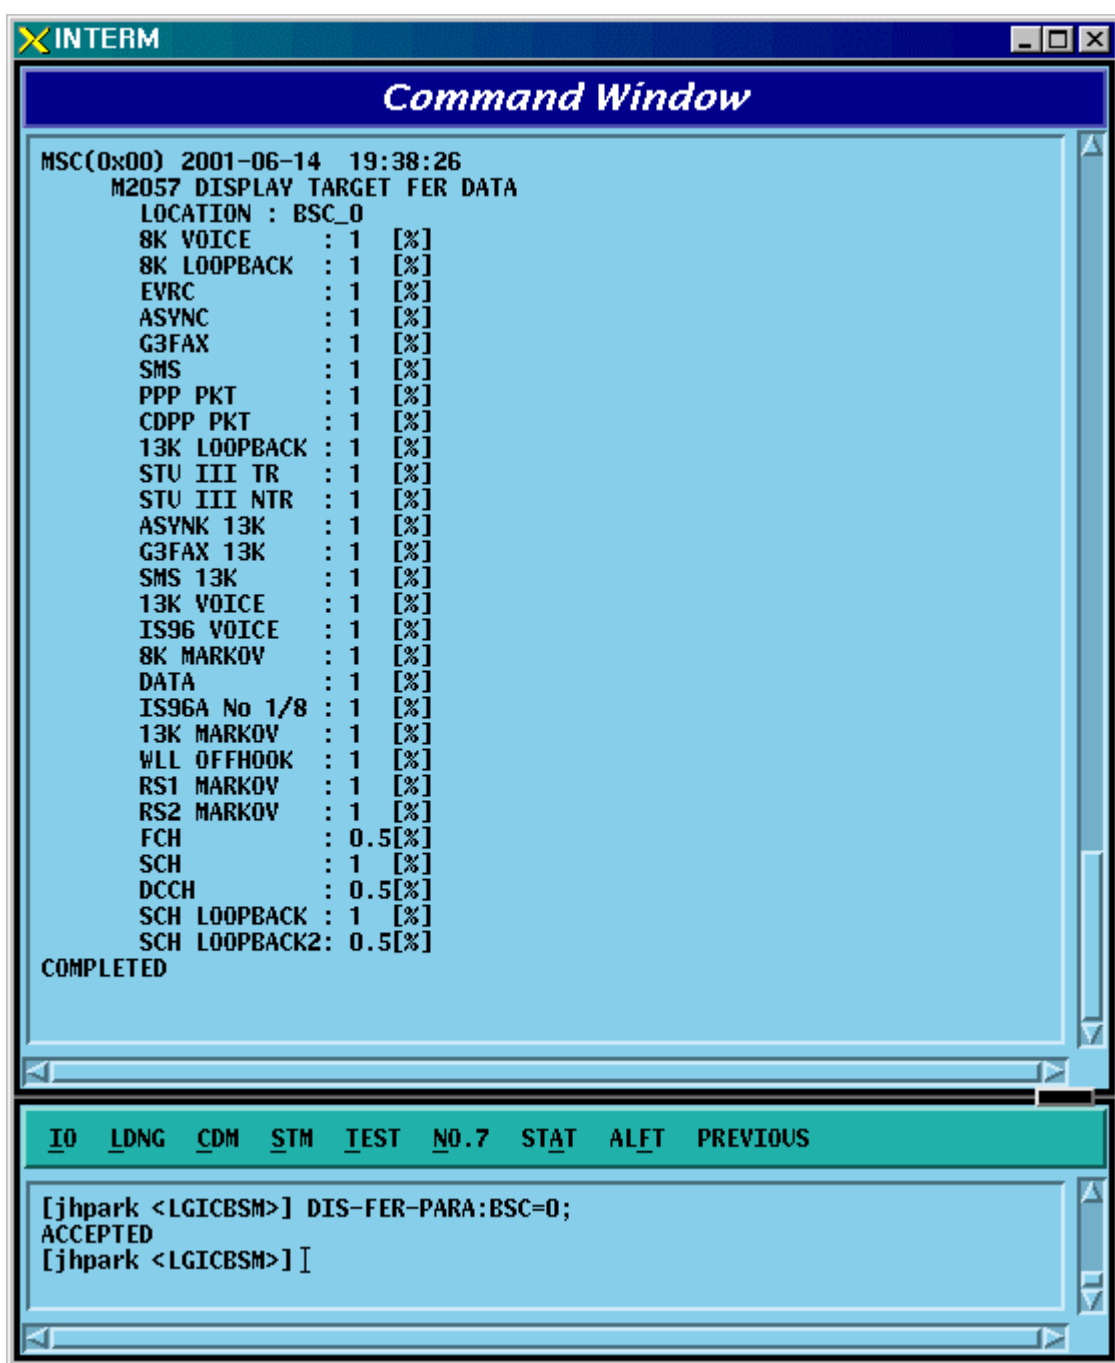 INTERM
Command Window
MSC(0x00) 2001-06-14 19:38:26
M2057 DISPLAY TARGET FER DATA
LOCATION : BSC_0
8K VOICE : 1 [%]
8K LOOPBACK : 1 [%]
EVRC : 1 [%]
ASYNC : 1 [%]
G3FAX : 1 [%]
SMS : 1 [%]
PPP PKT : 1 [%]
CDPP PKT : 1 [%]
13K LOOPBACK : 1 [%]
STU III TR : 1 [%]
STU III NTR : 1 [%]
ASYNK 13K : 1 [%]
G3FAX 13K : 1 [%]
SMS 13K : 1 [%]
13K VOICE : 1 [%]
IS96 VOICE : 1 [%]
8K MARKOV : 1 [%]
DATA : 1 [%]
IS96A No 1/8 : 1 [%]
13K MARKOV : 1 [%]
WLL OFFHOOK : 1 [%]
RS1 MARKOV : 1 [%]
RS2 MARKOV : 1 [%]
FCH : 0.5[%]
SCH : 1 [%]
DCCH : 0.5[%]
SCH LOOPBACK : 1 [%]
SCH LOOPBACK2: 0.5[%]
COMPLETED
IO LDNG CDM STM TEST NO.7 STAT ALFT PREVIOUS
[jhpark <LGICBSM>] DIS-FER-PARA:BSC=0;
ACCEPTED
[jhpark <LGICBSM>]